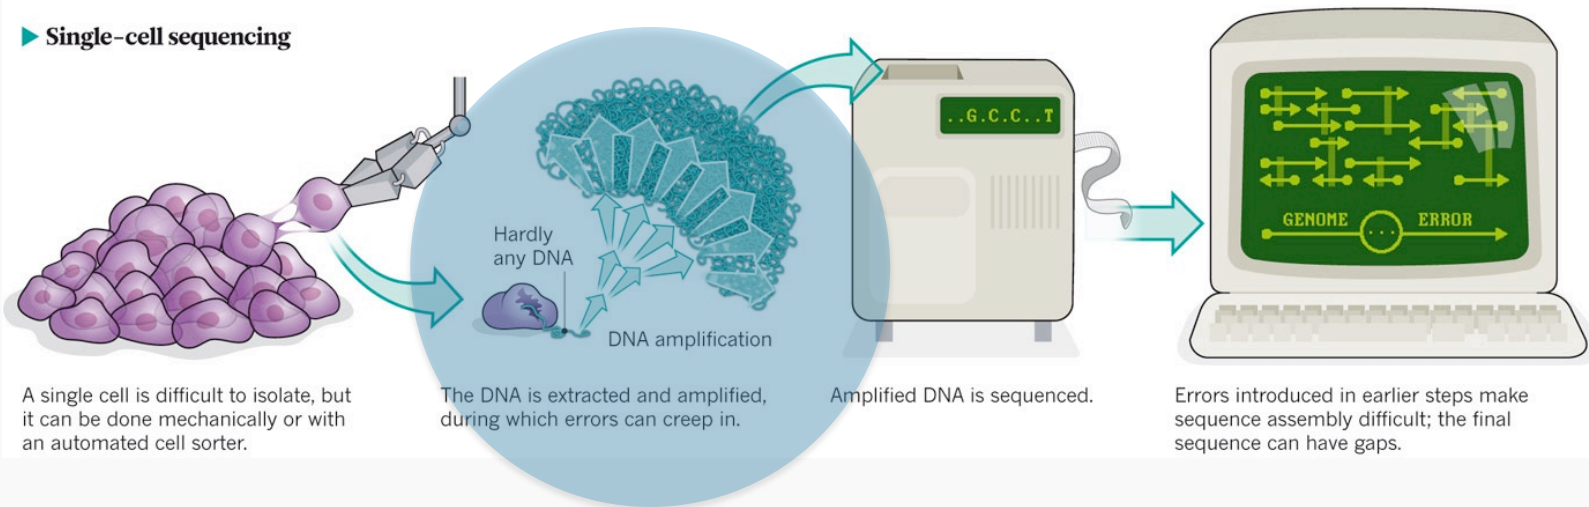 Single-cell sequencing
Hardly
any DNA
DNA amplification
..G.C.C..T
GENOME ERROR
...
A single cell is difficult to isolate, but
it can be done mechanically or with
an automated cell sorter.
The DNA is extracted and amplified,
during which errors can creep in.
Amplified DNA is sequenced.
Errors introduced in earlier steps make
sequence assembly difficult; the final
sequence can have gaps.